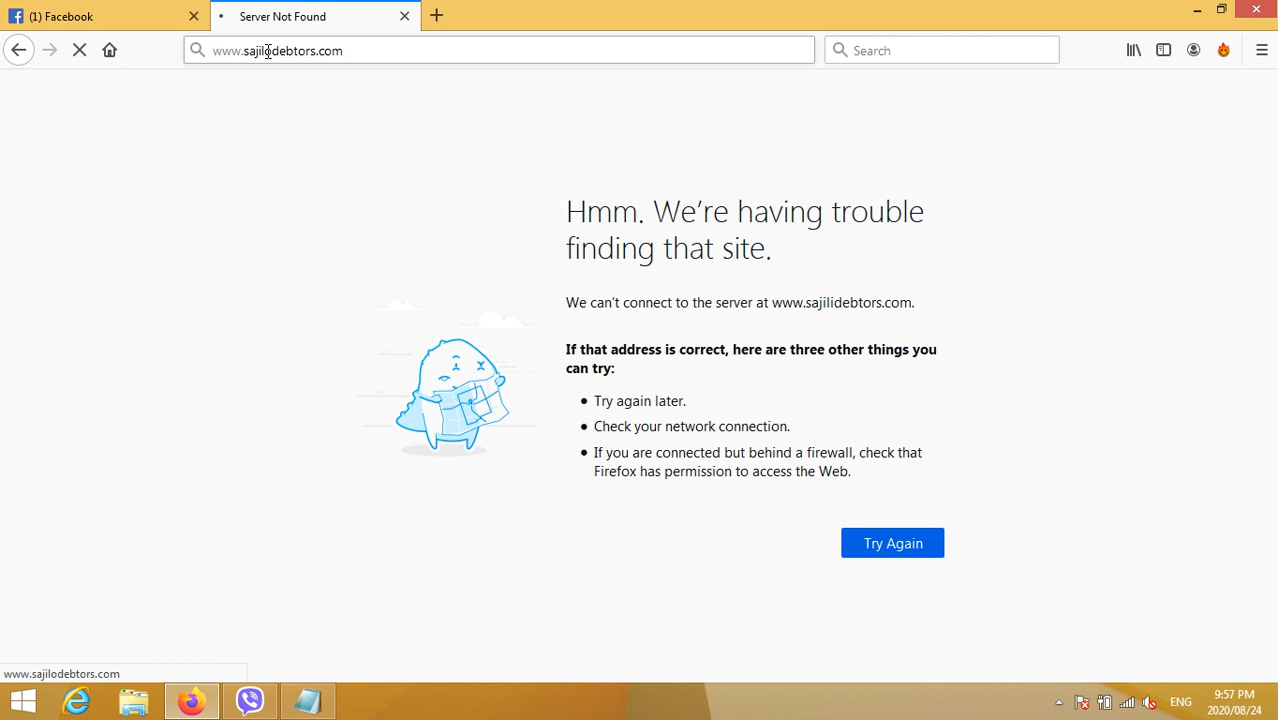 (1) Facebook
Server Not Found
www.sajilodebtors.com
Search
Hmm. We're having trouble
finding that site.
We can't connect to the server at www.sajilidebtors.com.
If that address is correct, here are three other things you
can try:
Try again later.
Check your network connection.
If you are connected but behind a firewall, check that
Firefox has permission to access the Web.
Try Again
www.sajilodebtors.com
ENG
9:57 PM
2020/08/24